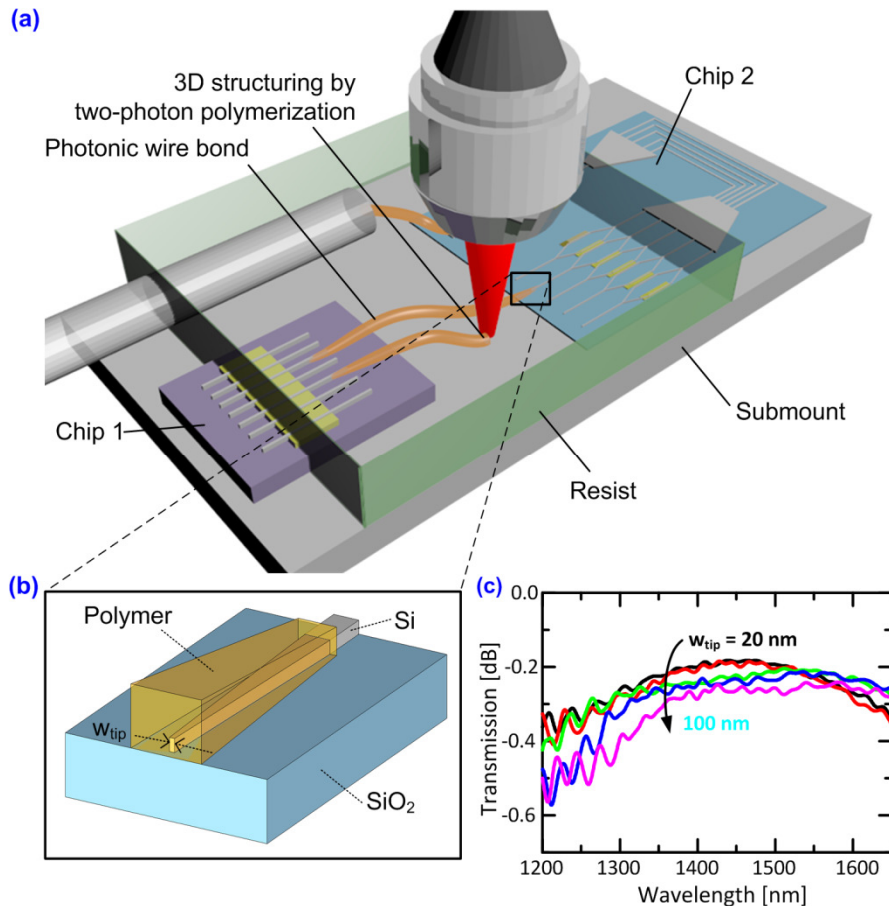 (a)
3D structuring by
two-photon polymerization
Photonic wire bond
Chip 2
Chip 1
Submount
Resist
(b)
Polymer
Si
wtip
SiO2
(c)
0.0
-0.2
-0.4
-0.6
Transmission [dB]
wtip = 20 nm
100 nm
1200 1300 1400 1500 1600
Wavelength [nm]